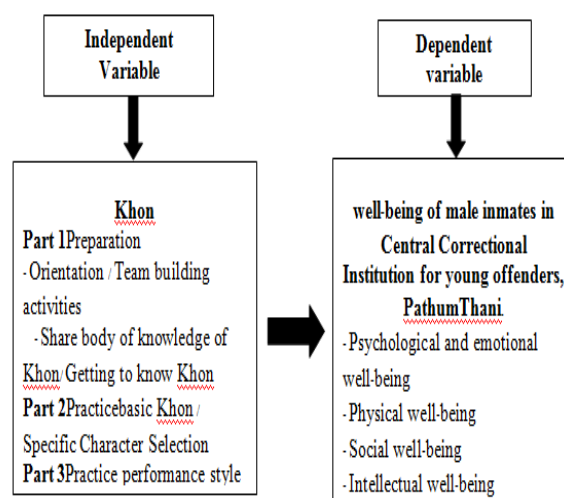 Independent
Variable
Dependent
variable
Khon
Part 1Preparation
- Orientation / Team building
activities
- Share body of knowledge of
Khon/ Getting to know Khon
Part 2Practicebasic Khon /
Specific Character Selection
Part 3Practice performance style
well-being of male inmates in
Central Correctional
Institution for young offenders,
PathumThani.
- Psychological and emotional
well-being
- Physical well-being
- Social well-being
- Intellectual well-being